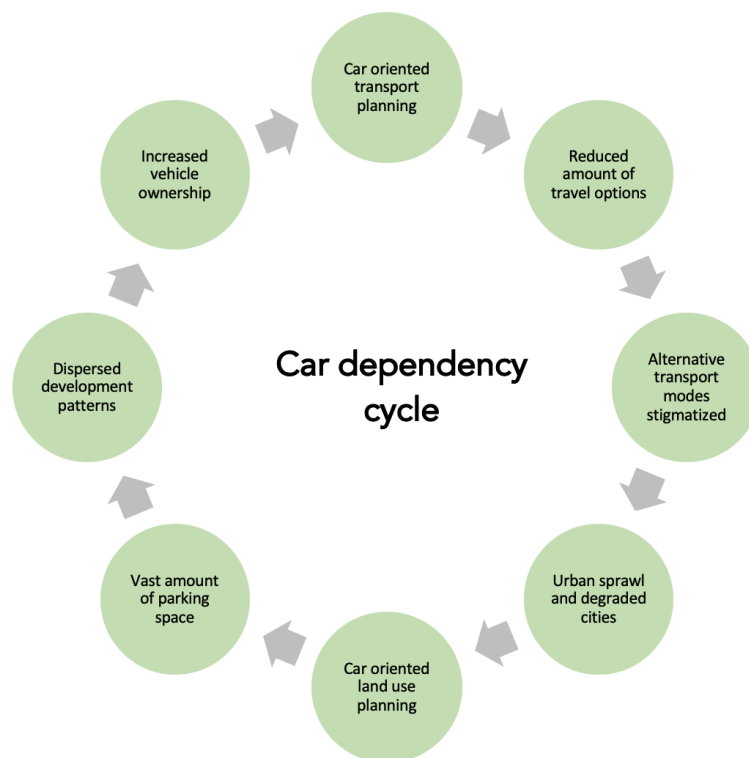 Car oriented
transport
planning
Reduced
amount of
travel options
Alternative
transport
modes
stigmatized
Urban sprawl
and degraded
cities
Car oriented
land use
planning
Vast amount
of parking
space
Dispersed
development
patterns
Increased
vehicle
ownership
Car dependency
cycle